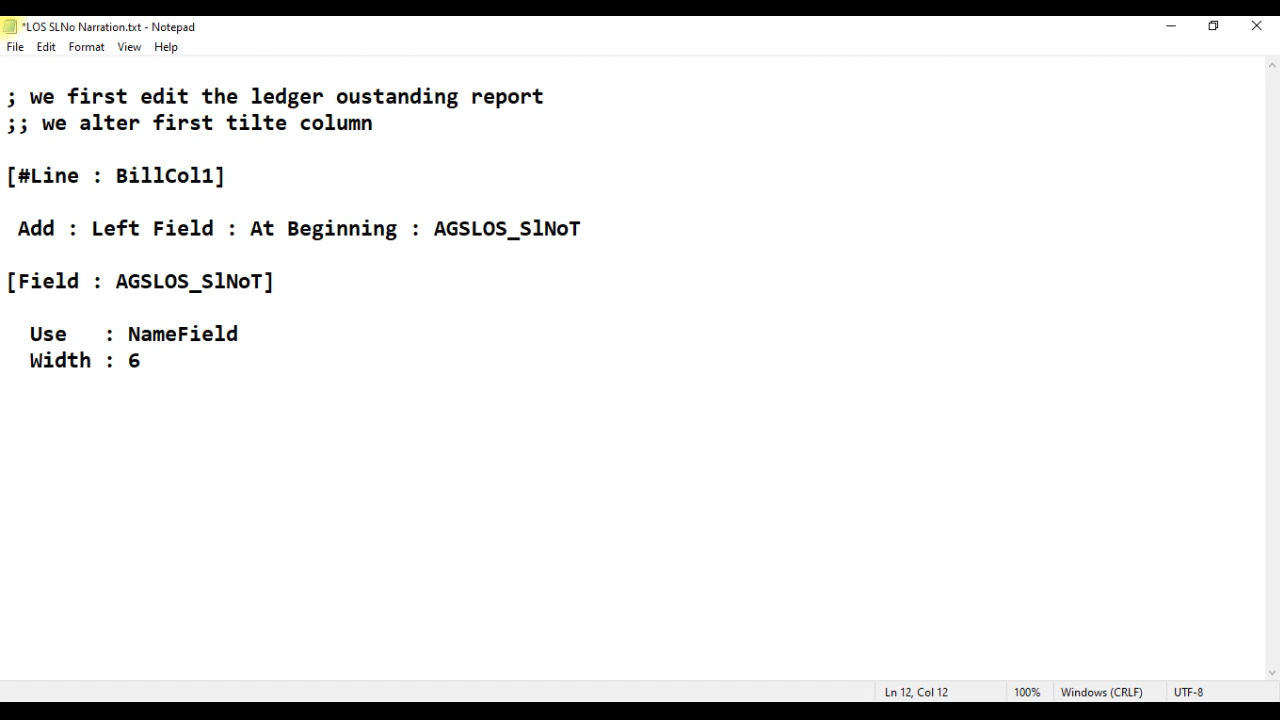 *LOS SLNo Narration.txt - Notepad
File Edit Format View Help
; we first edit the ledger oustanding report
;; we alter first tilte column
[#Line : BillCol1]
Add : Left Field : At Beginning : AGSLOS_SlNoT
[Field : AGSLOS_SlNoT]
Use : NameField
Width : 6
Ln 12, Col 12 100% Windows (CRLF) UTF-8